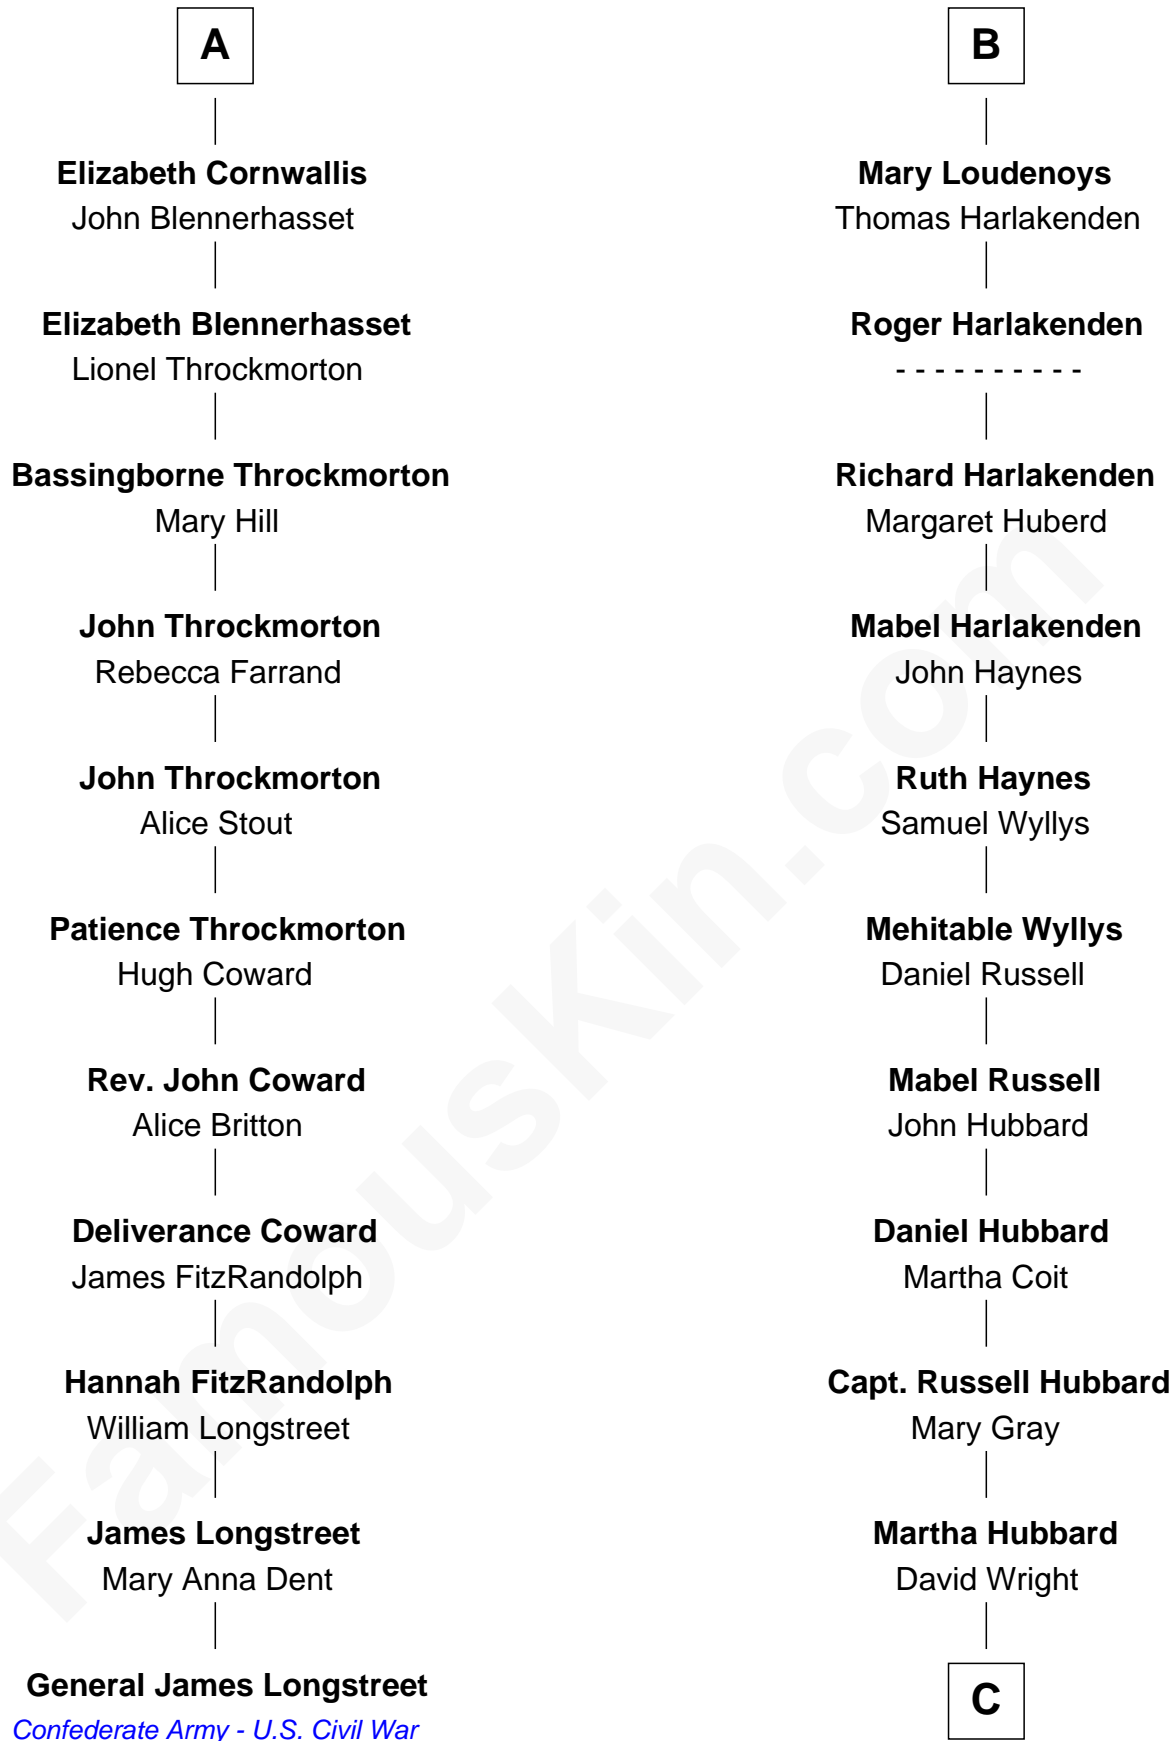 A
Elizabeth Cornwallis
John Blennerhasset
Elizabeth Blennerhasset
Lionel Throckmorton
Bassingborne Throckmorton
Mary Hill
John Throckmorton
Rebecca Farrand
John Throckmorton
Alice Stout
Patience Throckmorton
Hugh Coward
Rev. John Coward
Alice Britton
Deliverance Coward
James FitzRandolph
Hannah FitzRandolph
William Longstreet
James Longstreet
Mary Anna Dent
General James Longstreet
Confederate Army - U.S. Civil War
B
Mary Loudenoys
Thomas Harlakenden
Roger Harlakenden
- - - - - - - - - -
Richard Harlakenden
Margaret Huberd
Mabel Harlakenden
John Haynes
Ruth Haynes
Samuel Wyllys
Mehitable Wyllys
Daniel Russell
Mabel Russell
John Hubbard
Daniel Hubbard
Martha Coit
Capt. Russell Hubbard
Mary Gray
Martha Hubbard
David Wright
C
FamousKin.com